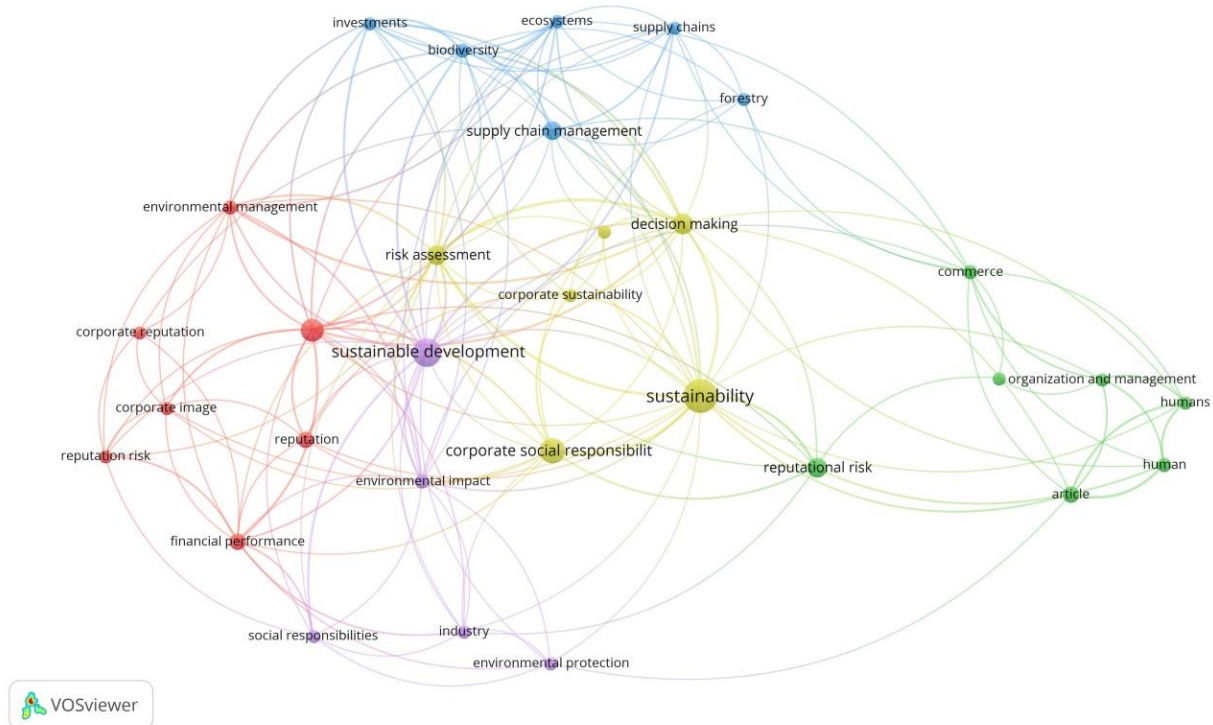 investments
ecosystems
supply chains
biodiversity
forestry
supply chain management
environmental management
decision making
risk assessment
commerce
corporate sustainability
corporate reputation
sustainable development
organization and management
sustainability
humans
corporate image
reputation
corporate social responsibilit
reputation risk
human
reputational risk
environmental impact
article
financial performance
social responsibilities
industry
environmental protection
VOSviewer